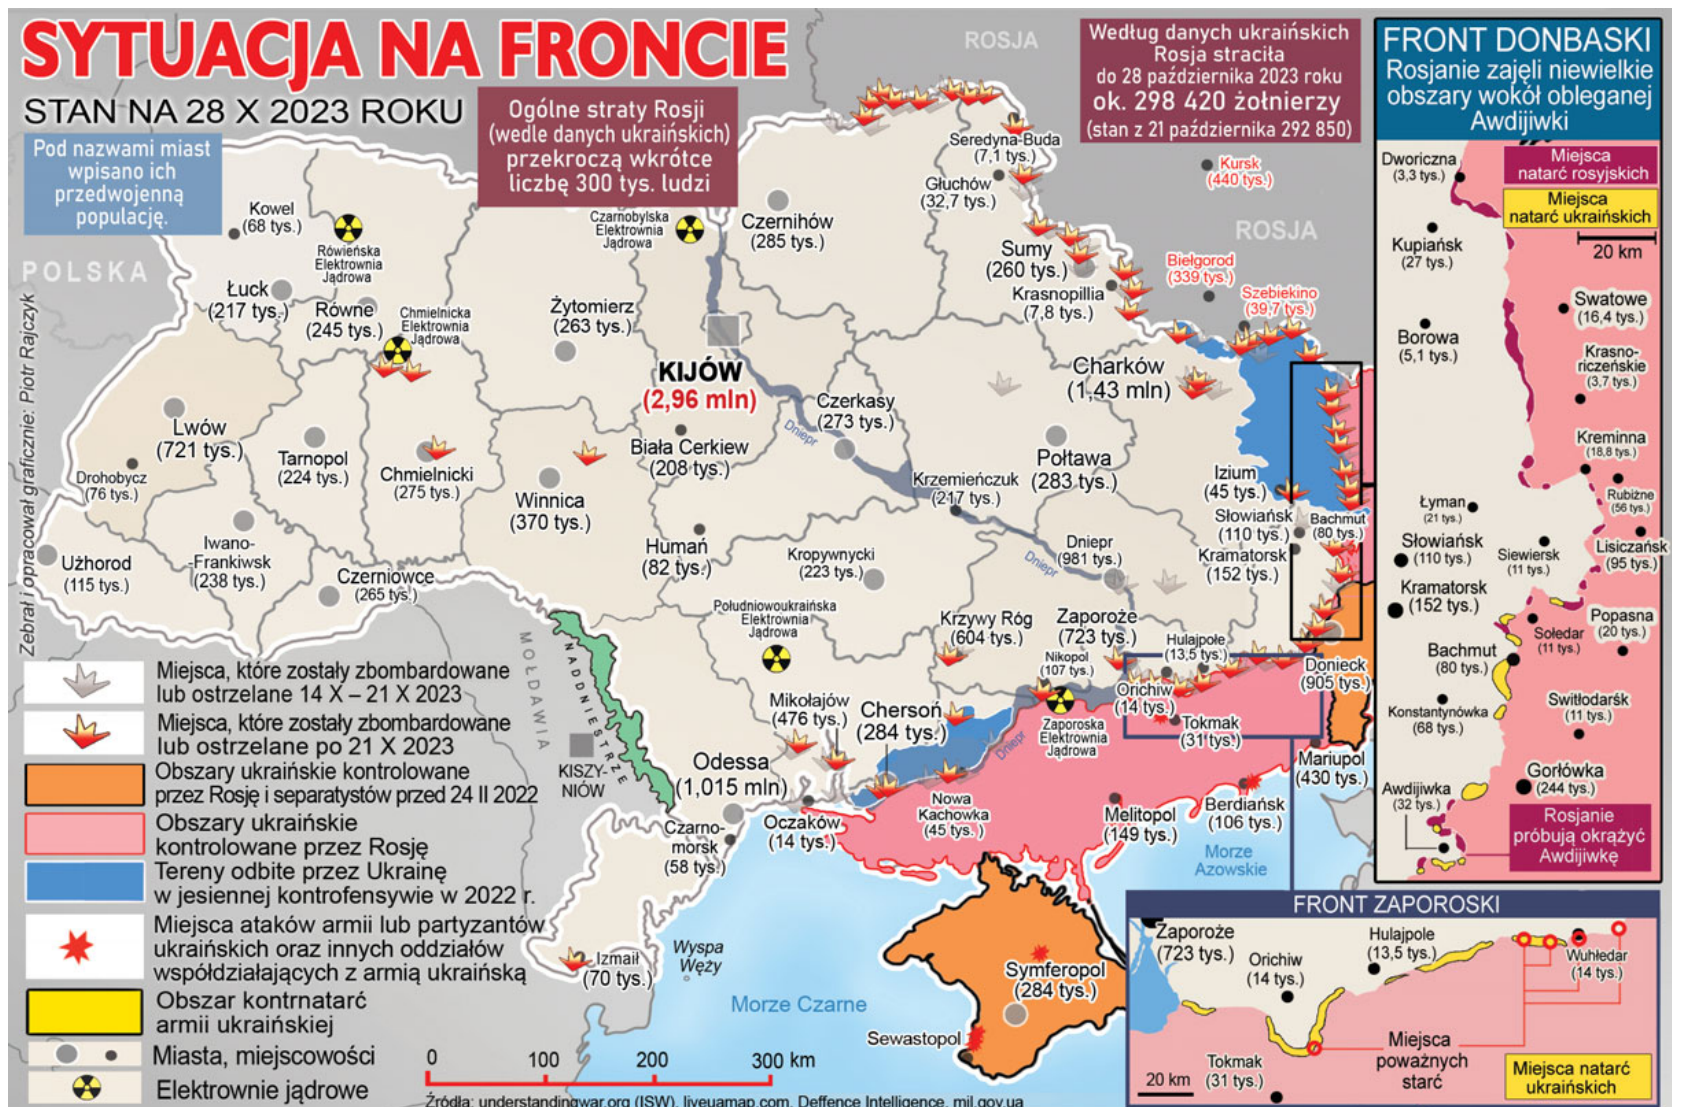 SYTUACJA NA FRONCIE
STAN NA 28 X 2023 ROKU
Pod nazwami miast
wpisano ich
przedwojenną
populację.
Ogólne straty Rosji
(wedle danych ukraińskich)
przekroczą wkrótce
liczbę 300 tys. ludzi
Według danych ukraińskich
Rosja straciła
do 28 października 2023 roku
ok. 298 420 żołnierzy
(stan z 21 października 292 850)
ROSJA
ROSJA
POLSKA
Zebrał i opracował graficznie: Piotr Rajczyk
Kowel
(68 tys.)
Rówieńska
Elektrownia
Jądrowa
Łuck
(217 tys.)
Równe
(245 tys.)
Chmielnicka
Elektrownia
Jądrowa
Czarnobylska
Elektrownia
Jądrowa
Czernihów
(285 tys.)
Żytomierz
(263 tys.)
KIJÓW
(2,96 mln)
Seredyna-Buda
(7,1 tys.)
Głuchów
(32,7 tys.)
Kursk
(440 tys.)
Sumy
(260 tys.)
Krasnopillia
(7,8 tys.)
Biełgorod
(339 tys.)
Szebiekino
(39,7 tys.)
Charków
(1,43 mln)
Lwów
(721 tys.)
Drohobycz
(76 tys.)
Tarnopol
(224 tys.)
Chmielnicki
(275 tys.)
Winnica
(370 tys.)
Biała Cerkiew
(208 tys.)
Czerkasy
(273 tys.)
Dniepr
Krzemieńczuk
(217 tys.)
Połtawa
(283 tys.)
Izium
(45 tys.)
Słowiańsk
(110 tys.)
Bachmut
(80 tys.)
Kramatorsk
(152 tys.)
Użhorod
(115 tys.)
Iwano-
-Frankiwsk
(238 tys.)
Czerniowce
(265 tys.)
Humań
(82 tys.)
Kropywnycki
(223 tys.)
Dniepr
Dniepr
(981 tys.)
Południowoukraińska
Elektrownia
Jądrowa
Krzywy Róg
(604 tys.)
Zaporoże
(723 tys.)
Nikopol
(107 tys.)
Hulajpołe
(13,5 tys.)
Orichiw
(14 tys.)
Donieck
(905 tys.)
Tokmak
(31 tys.)
Zaporoska
Elektrownia
Jądrowa
Dniepr
Mariupol
(430 tys.)
Mikołajów
(476 tys.)
Chersoń
(284 tys.)
Odessa
(1,015 mln)
Oczaków
(14 tys.)
Czarno-
morsk
(58 tys.)
Nowa
Kachowka
(45 tys. )
Melitopol
(149 tys.)
Berdiańsk
(106 tys.)
MOŁDAWIA
NADDNIESTRZE
KISZY-
NIÓW
Morze
Azowskie
Izmaił
(70 tys.)
Wyspa
Węży
Morze Czarne
Symferopol
(284 tys.)
Sewastopol
Miejsca, które zostały zbombardowane
lub ostrzelane 14 X – 21 X 2023
Miejsca, które zostały zbombardowane
lub ostrzelane po 21 X 2023
Obszary ukraińskie kontrolowane
przez Rosję i separatystów przed 24 II 2022
Obszary ukraińskie
kontrolowane przez Rosję
Tereny odbite przez Ukrainę
w jesiennej kontrofensywie w 2022 r.
Miejsca ataków armii lub partyzantów
ukraińskich oraz innych oddziałów
współdziałających z armią ukraińską
Obszar kontrnatarć
armii ukraińskiej
Miasta, miejscowości
Elektrownie jądrowe
0 100 200 300 km
Źródła: understandingwar.org (ISW), liveuamap.com, Deffence Intelligence, mil.gov.ua
FRONT DONBASKI
Rosjanie zajęli niewielkie
obszary wokół obleganej
Awdijiwki
Miejsca
natarć rosyjskich
Miejsca
natarć ukraińskich
20 km
Dworiczna
(3,3 tys.)
Kupiańsk
(27 tys.)
Swatowe
(16,4 tys.)
Borowa
(5,1 tys.)
Krasno-
riczeńskie
(3,7 tys.)
Kreminna
(18,8 tys.)
Rubiżne
(56 tys.)
Łyman
(21 tys.)
Słowiańsk
(110 tys.)
Siewiersk
(11 tys.)
Lisiczańsk
(95 tys.)
Kramatorsk
(152 tys.)
Popasna
(20 tys.)
Sołedar
(11 tys.)
Bachmut
(80 tys.)
Switłodarśk
(11 tys.)
Konstantynówka
(68 tys.)
Gorłówka
(244 tys.)
Awdijiwka
(32 tys.)
Rosjanie
próbują okrążyć
Awdijiwkę
FRONT ZAPOROSKI
Zaporoże
(723 tys.)
Orichiw
(14 tys.)
Hulajpole
(13,5 tys.)
Wuhłedar
(14 tys.)
Miejsca
poważnych
starć
Tokmak
(31 tys.)
20 km
Miejsca natarć
ukraińskich